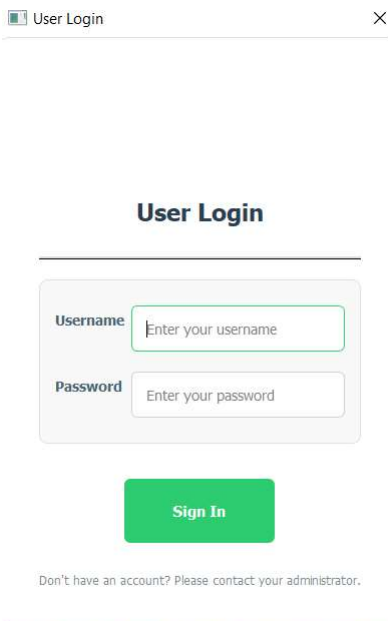 User Login
User Login
Username
Enter your username
Password
Enter your password
Sign In
Don't have an account? Please contact your administrator.